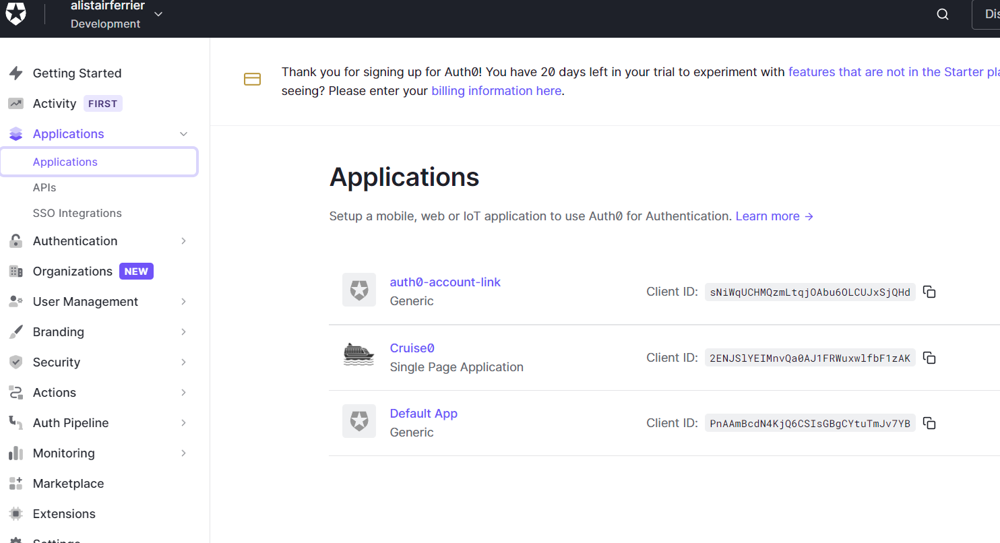 alistairferrier
Development
Dis
Getting Started
Activity FIRST
Applications
Applications
APIs
SSO Integrations
Authentication
Organizations NEW
User Management
Branding
Security
Actions
Auth Pipeline
Monitoring
Marketplace
Extensions
Settings
Thank you for signing up for Auth0! You have 20 days left in your trial to experiment with features that are not in the Starter pla
seeing? Please enter your billing information here.
Applications
Setup a mobile, web or IoT application to use Auth0 for Authentication. Learn more →
auth0-account-link
Generic
Client ID: sNiWqUCHMQzmLtqjOAbu6OLCUJxSjQHd
Cruise0
Single Page Application
Client ID: 2ENJSlYEIMnvQa0AJ1FRWuxwlfbF1zAK
Default App
Generic
Client ID: PnAAmBcdN4KjQ6CSIsGBgCYtuTmJv7YB